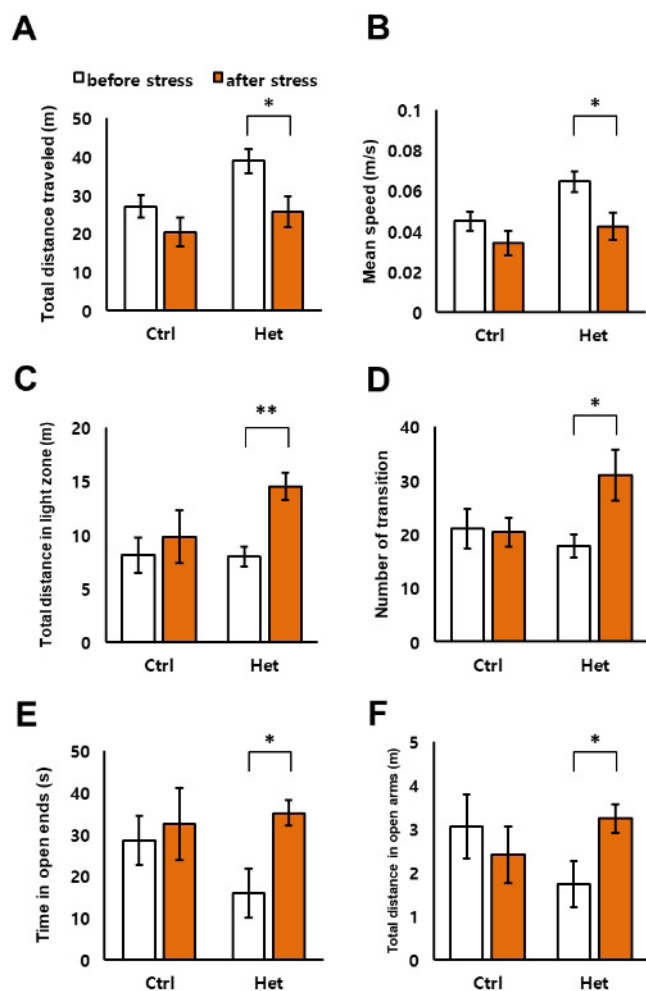 A
B
before stress after stress
Total distance traveled (m)
50
40
30
20
10
0
*
Ctrl Het
Mean speed (m/s)
0.1
0.08
0.06
0.04
0.02
0
*
Ctrl Het
C
D
Total distance in light zone (m)
20
15
10
5
0
**
Ctrl Het
Number of transition
40
30
20
10
0
*
Ctrl Het
E
F
Time in open ends (s)
50
40
30
20
10
0
*
Ctrl Het
Total distance in open arms (m)
5
4
3
2
1
0
*
Ctrl Het